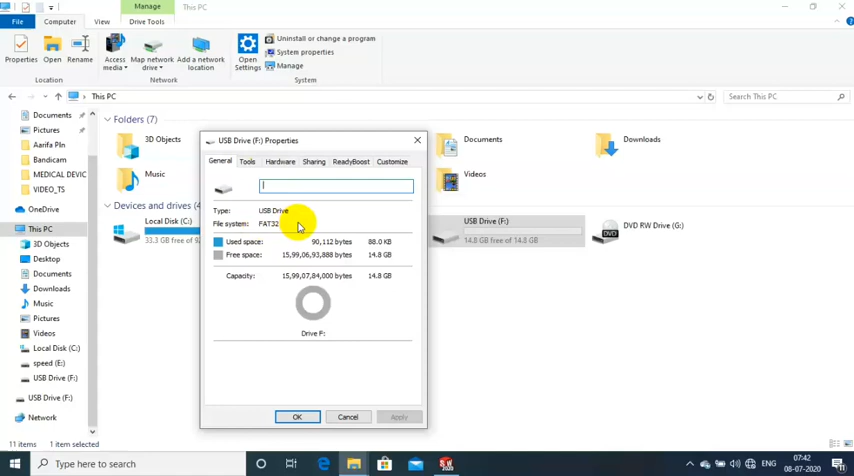 Manage
This PC
File
Computer
View
Drive Tools
Properties
Open
Rename
Access media
Map network drive
Add a network location
Open Settings
Uninstall or change a program
System properties
Manage
Location
Network
System
This PC
Search This PC
Documents
Pictures
Aarifa Pln
Bandicam
MEDICAL DEVIC
VIDEO_TS
OneDrive
This PC
3D Objects
Desktop
Documents
Downloads
Music
Pictures
Videos
Local Disk (C:)
speed (E:)
USB Drive (F:)
USB Drive (F:)
Network
Folders (7)
3D Objects
Documents
Downloads
Music
Videos
Devices and drives (4
Local Disk (C:)
33.3 GB free of 9
USB Drive (F:)
14.8 GB free of 14.8 GB
DVD RW Drive (G:)
DVD
USB Drive (F:) Properties
General
Tools
Hardware
Sharing
ReadyBoost
Customize
Type: USB Drive
File system: FAT32
Used space: 90,112 bytes 88.0 KB
Free space: 15,99,06,93,888 bytes 14.8 GB
Capacity: 15,99,07,84,000 bytes 14.8 GB
Drive F:
OK
Cancel
Apply
11 items
1 item selected
Type here to search
SW
2020
ENG
07:42
08-07-2020